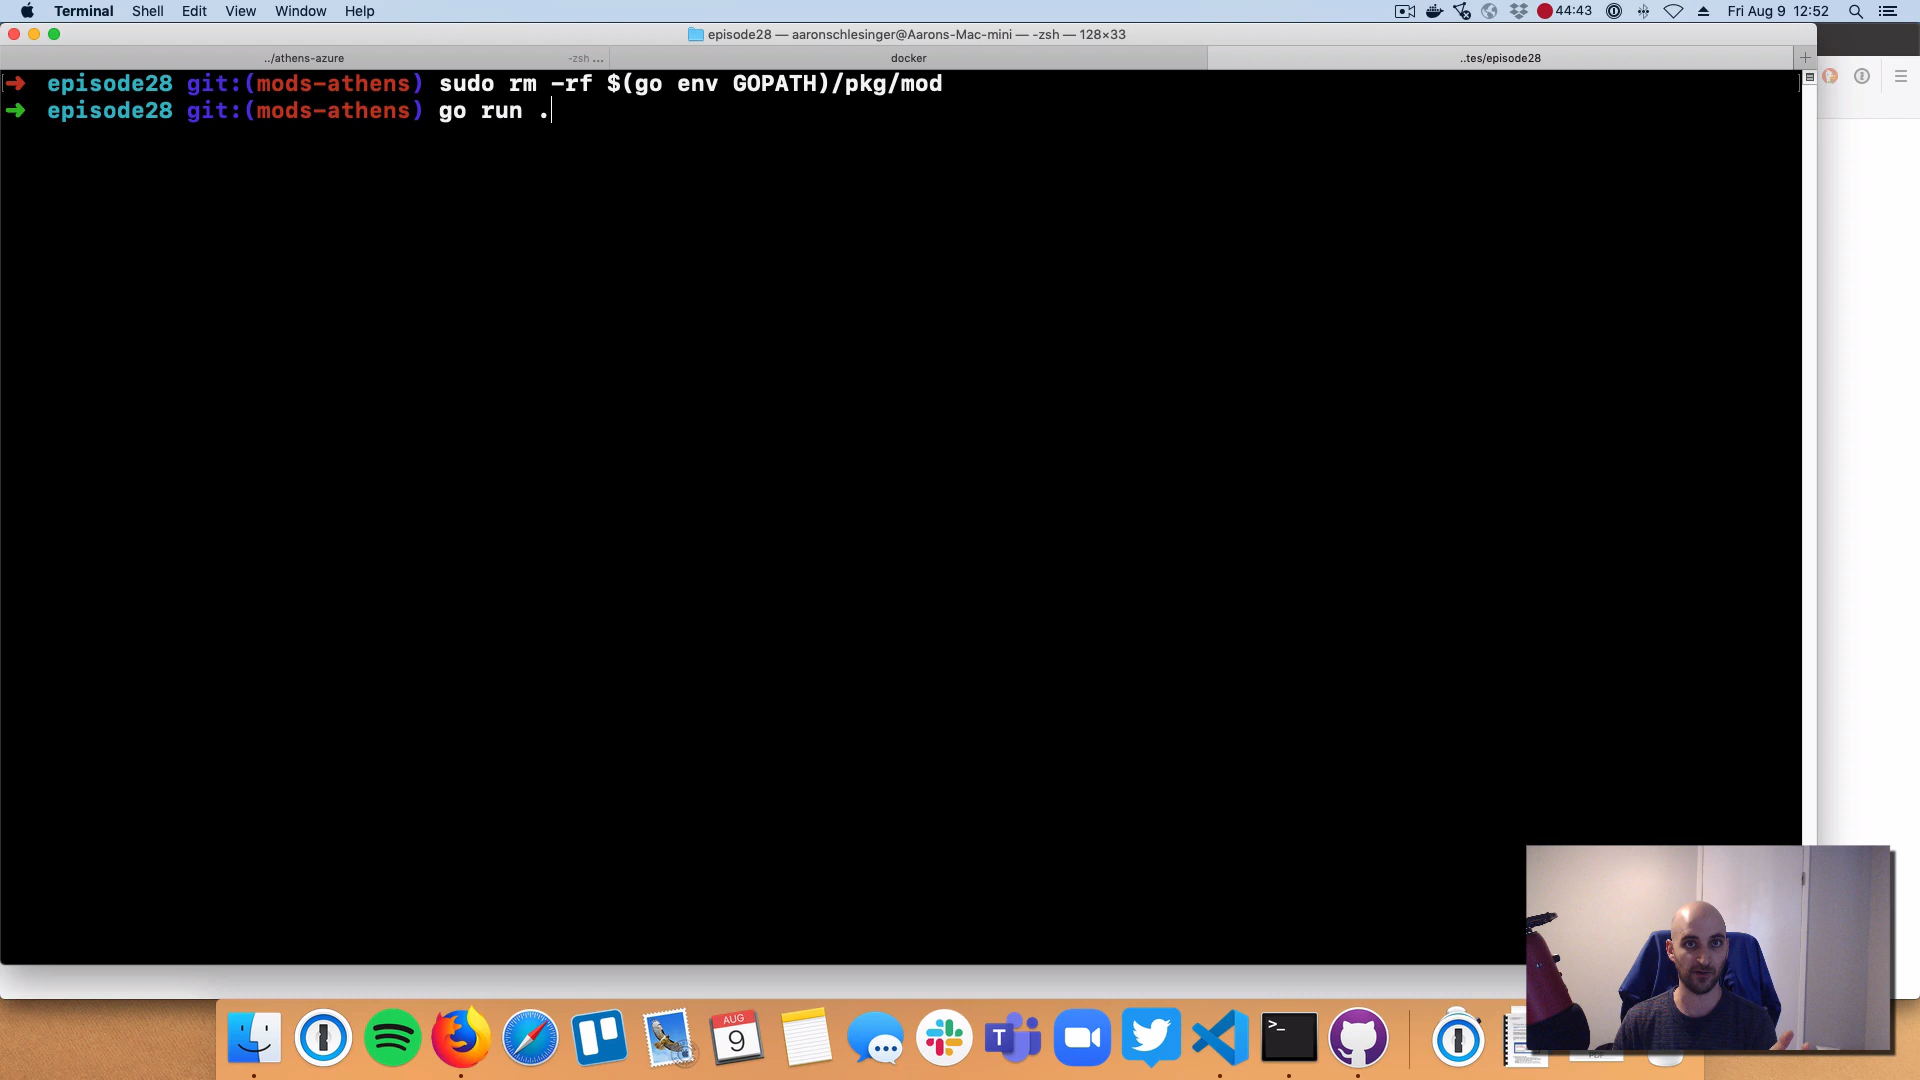 Terminal Shell Edit View Window Help 44:43 Fri Aug 9 12:52
episode28 — aaronschlesinger@Aarons-Mac-mini — -zsh — 128×33
../athens-azure -zsh ... docker ..tes/episode28
➜ episode28 git:(mods-athens) sudo rm -rf $(go env GOPATH)/pkg/mod
➜ episode28 git:(mods-athens) go run .
AUG
9
T
>_
PDF